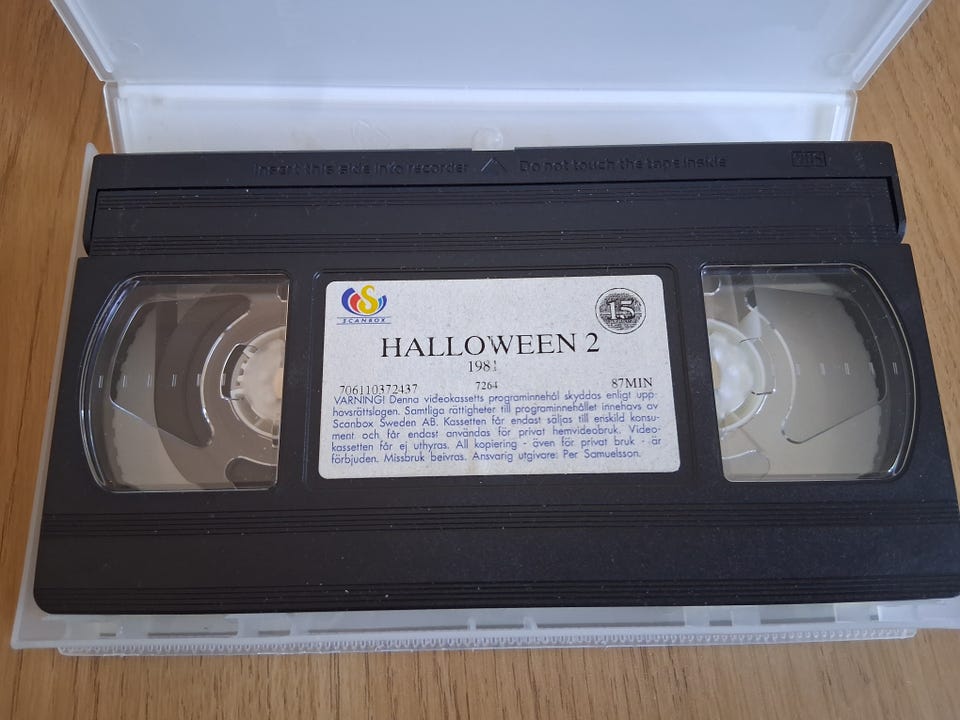 Insert this side into recorder Do not touch the tape inside VHS
SCANBOX
15
HALLOWEEN 2
1981
706110372437 7264 87MIN
VARNING! Denna videokassetts programinnehål skyddas enligt upp-
hovsrättslagen. Samtliga rättigheter till programinnehållet innehavs av
Scanbox Sweden AB. Kassetten får endast säljas till enskild konsu-
ment och får endast användas för privat hemvideobruk. Video-
kassetten får ej uthyras. All kopiering - även för privat bruk - är
förbjuden. Missbruk beivras. Ansvarig utgivare: Per Samuelsson.